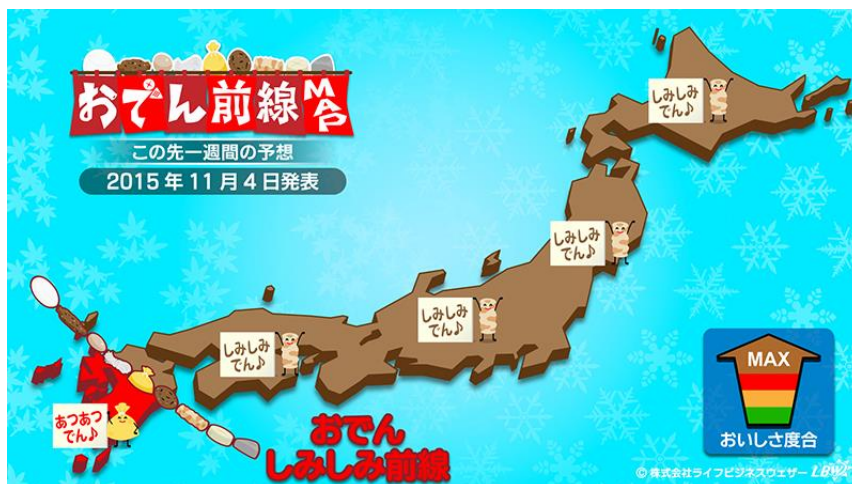 おでん前線MAP
この先一週間の予想
2015年11月4日発表
しみしみ
でん♪
しみしみ
でん♪
しみしみ
でん♪
しみしみ
でん♪
あつあつ
でん♪
おでん
しみしみ前線
MAX
おいしさ度合
© 株式会社ライフビジネスウェザー LBW